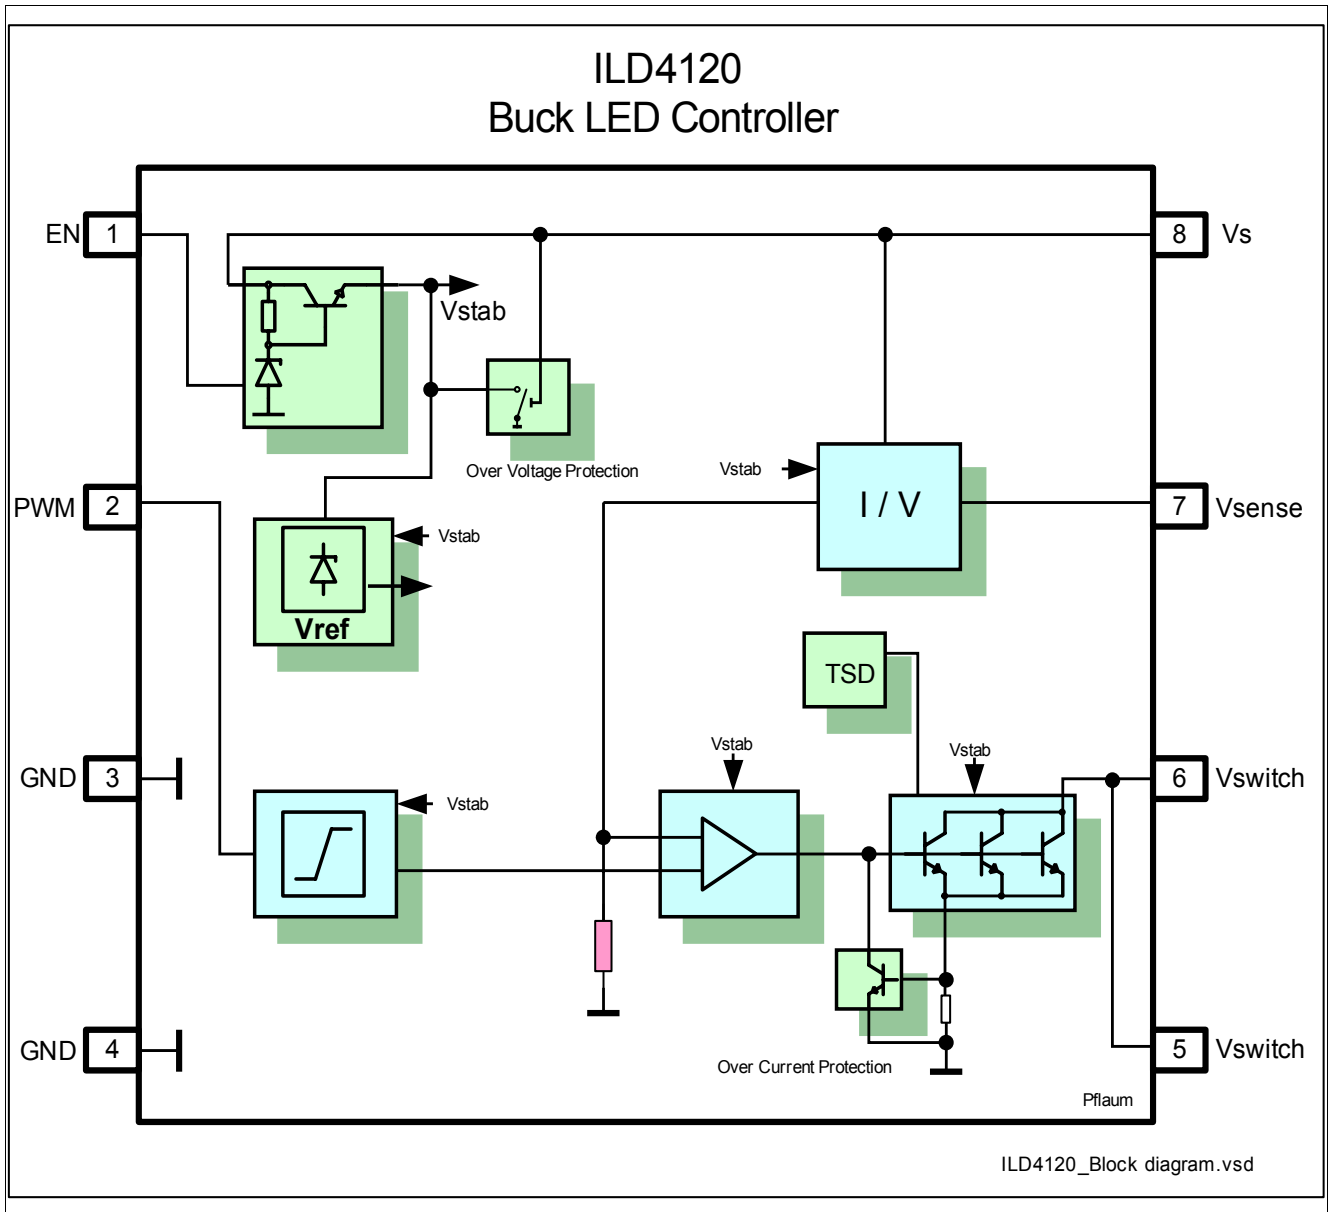 ILD4120
Buck LED Controller
EN 1
8 Vs
Vstab
Over Voltage Protection
Vstab
I / V
PWM 2
7 Vsense
Vstab
Vref
TSD
Vstab
Vstab
GND 3
6 Vswitch
Vstab
GND 4
5 Vswitch
Over Current Protection
Pflaum
ILD4120_Block diagram.vsd